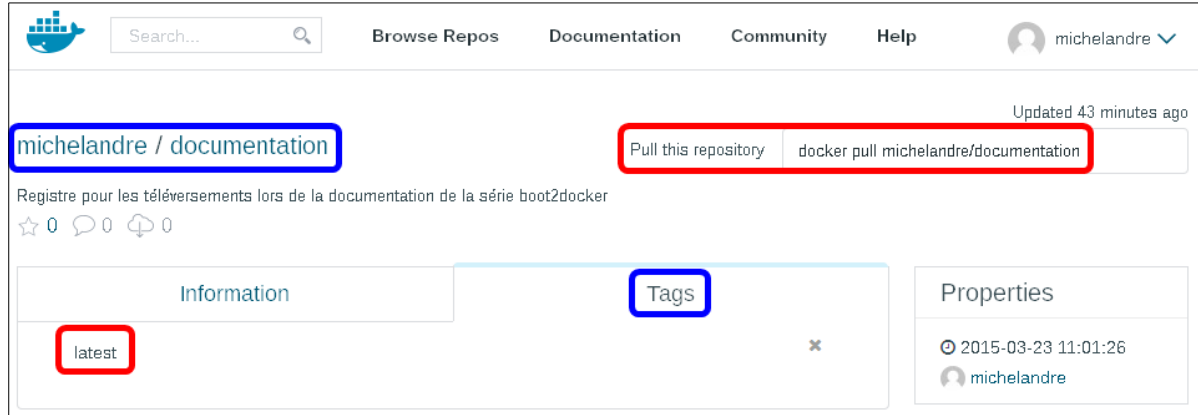 Search... Browse Repos Documentation Community Help michelandre
Updated 43 minutes ago
michelandre / documentation
Pull this repository docker pull michelandre/documentation
Registre pour les téléversements lors de la documentation de la série boot2docker
0 0 0
Information Tags Properties
latest
2015-03-23 11:01:26
michelandre